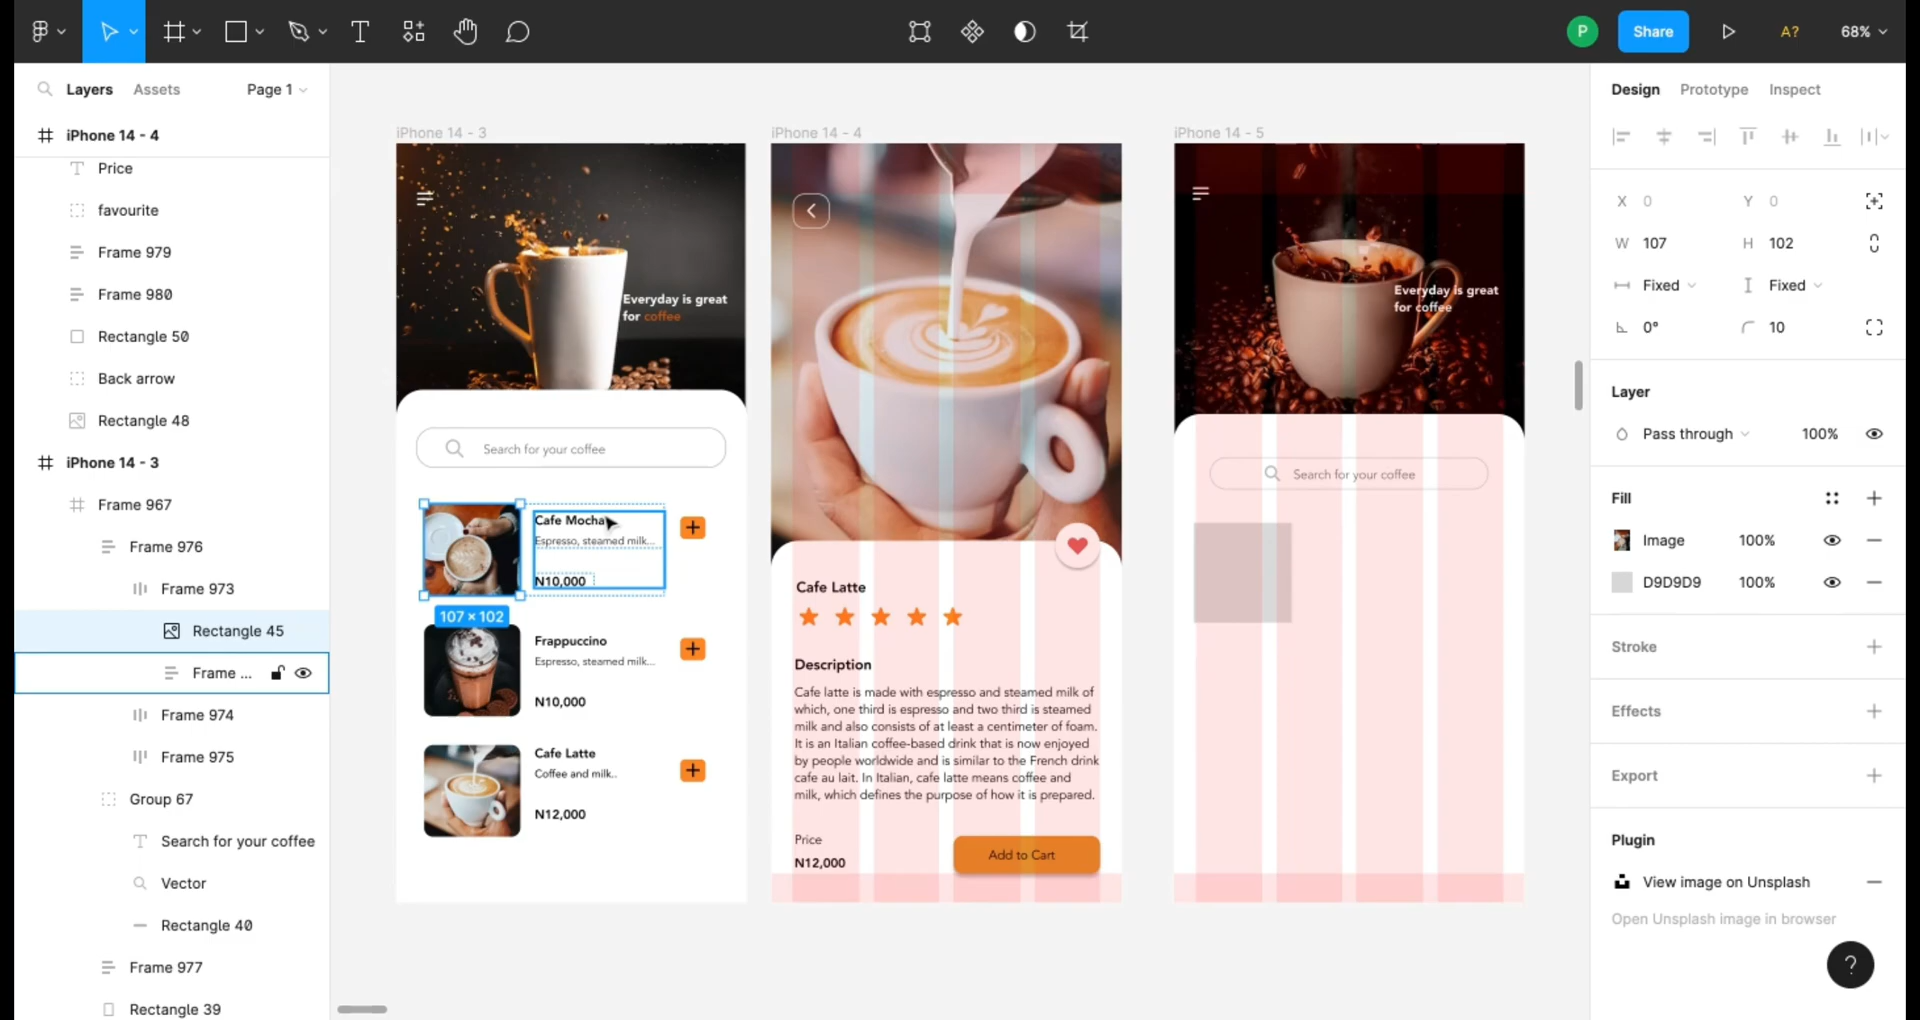 P
Share
A?
68%
Layers
Assets
Page 1
iPhone 14 - 4
Price
favourite
Frame 979
Frame 980
Rectangle 50
Back arrow
Rectangle 48
iPhone 14 - 3
Frame 967
Frame 976
Frame 973
Rectangle 45
Frame ...
Frame 974
Frame 975
Group 67
Search for your coffee
Vector
Rectangle 40
Frame 977
Rectangle 39
iPhone 14 - 3
Everyday is great
for coffee
Search for your coffee
Cafe Mocha
Espresso, steamed milk...
N10,000
107 × 102
Frappuccino
Espresso, steamed milk...
N10,000
Cafe Latte
Coffee and milk..
N12,000
iPhone 14 - 4
Cafe Latte
Description
Cafe latte is made with espresso and steamed milk of
which, one third is espresso and two third is steamed
milk and also consists of at least a centimeter of foam.
It is an Italian coffee-based drink that is now enjoyed
by people worldwide and is similar to the French drink
cafe au lait. In Italian, cafe latte means coffee and
milk, which defines the purpose of how it is prepared.
Price
N12,000
Add to Cart
iPhone 14 - 5
Everyday is great
for coffee
Search for your coffee
Design
Prototype
Inspect
X 0
Y 0
W 107
H 102
Fixed
Fixed
0°
10
Layer
Pass through
100%
Fill
Image
100%
D9D9D9
100%
Stroke
Effects
Export
Plugin
View image on Unsplash
Open Unsplash image in browser
?